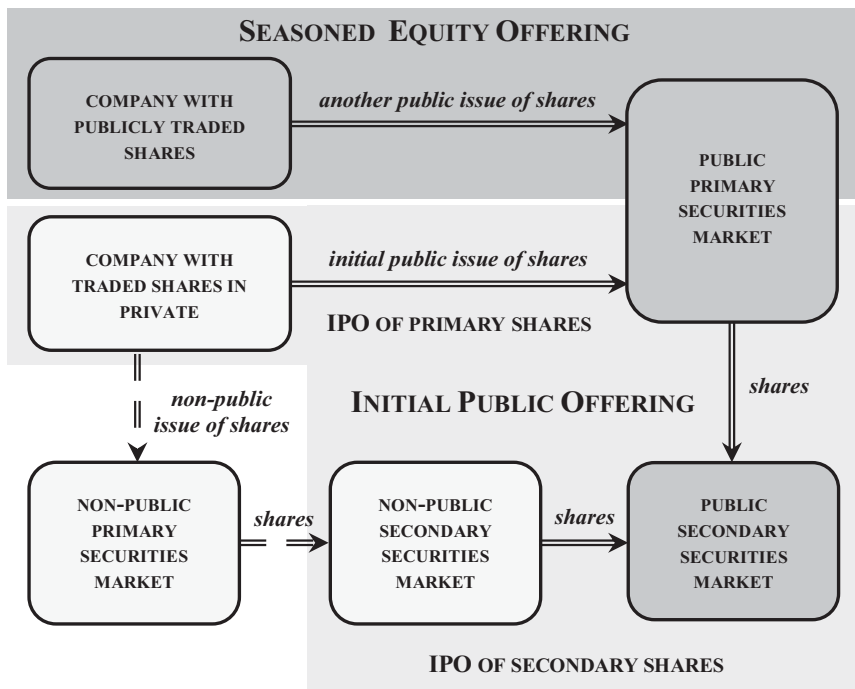 SEASONED EQUITY OFFERING
COMPANY WITH
PUBLICLY TRADED
SHARES
another public issue of shares
PUBLIC
PRIMARY
SECURITIES
MARKET
COMPANY WITH
TRADED SHARES IN
PRIVATE
initial public issue of shares
IPO OF PRIMARY SHARES
non-public
issue of shares
INITIAL PUBLIC OFFERING
shares
NON-PUBLIC
PRIMARY
SECURITIES
MARKET
shares
NON-PUBLIC
SECONDARY
SECURITIES
MARKET
shares
PUBLIC
SECONDARY
SECURITIES
MARKET
IPO OF SECONDARY SHARES